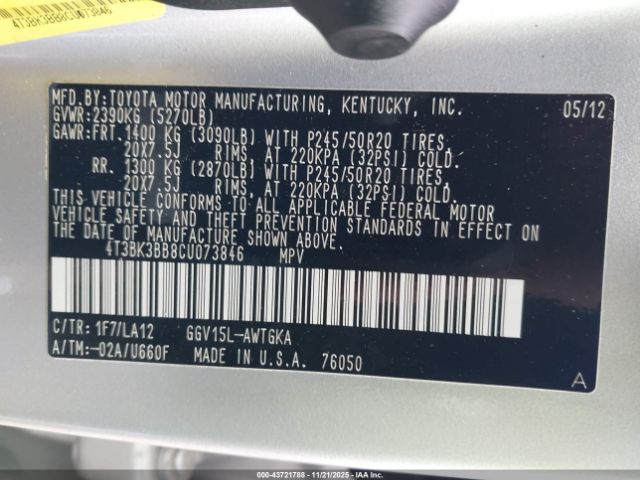 4T3BK3BB8CU073846
MFD.BY:TOYOTA MOTOR MANUFACTURING, KENTUCKY, INC. 05/12
GVWR:2390KG (5270LB)
GAWR:FRT. 1400 KG (3090LB) WITH P245/50R20 TIRES,
20X7.5J RIMS, AT 220KPA (32PSI) COLD.
RR. 1300 KG (2870LB) WITH P245/50R20 TIRES,
20X7.5J RIMS, AT 220KPA (32PSI) COLD.
THIS VEHICLE CONFORMS TO ALL APPLICABLE FEDERAL MOTOR
VEHICLE SAFETY AND THEFT PREVENTION STANDARDS IN EFFECT ON
THE DATE OF MANUFACTURE SHOWN ABOVE.
4T3BK3BB8CU073846 MPV
C/TR: 1F7/LA12 GGV15L-AWTGKA
A/TM:-02A/U660F MADE IN U.S.A. 76050 A
000-43721788 - 11/21/2025 - IAAI.COM